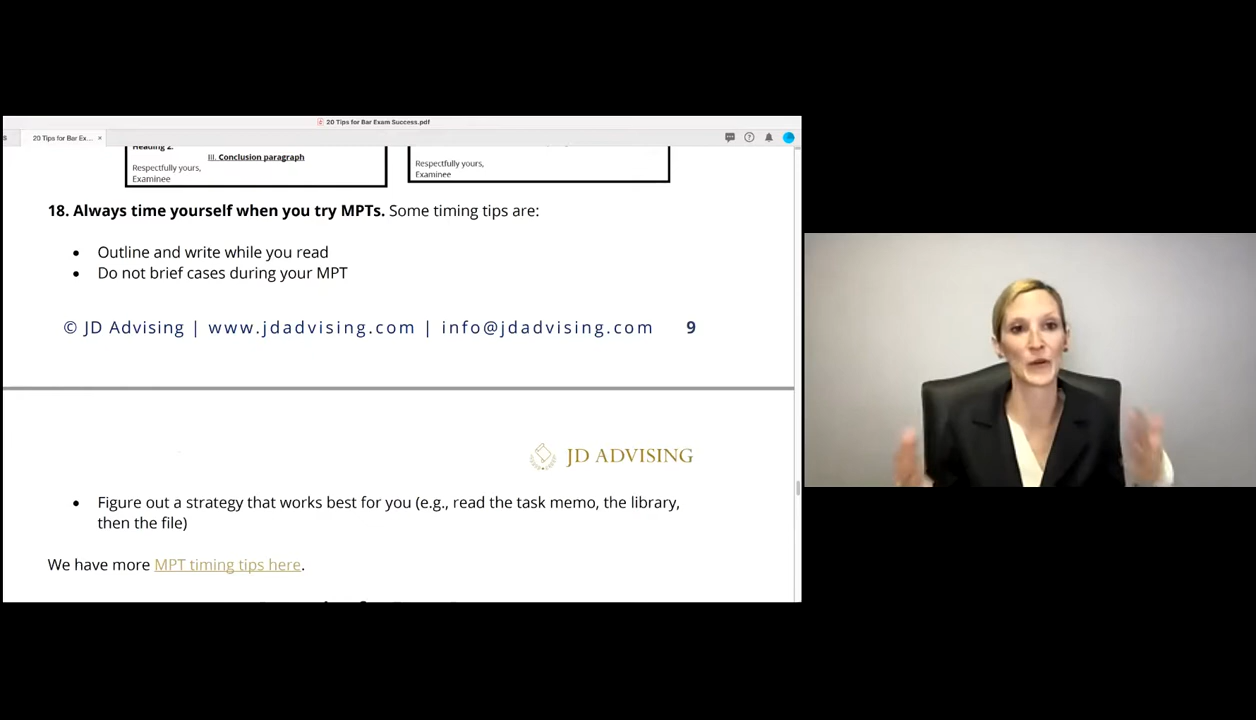 20 Tips for Bar Exam Success.pdf
s
20 Tips for Bar Ex... ×
Heading 2.
III. Conclusion paragraph
Respectfully yours,
Examinee
Respectfully yours,
Examinee
18. Always time yourself when you try MPTs. Some timing tips are:
• Outline and write while you read
• Do not brief cases during your MPT
© JD Advising | www.jdadvising.com | info@jdadvising.com 9
JD ADVISING
• Figure out a strategy that works best for you (e.g., read the task memo, the library,
then the file)
We have more MPT timing tips here.